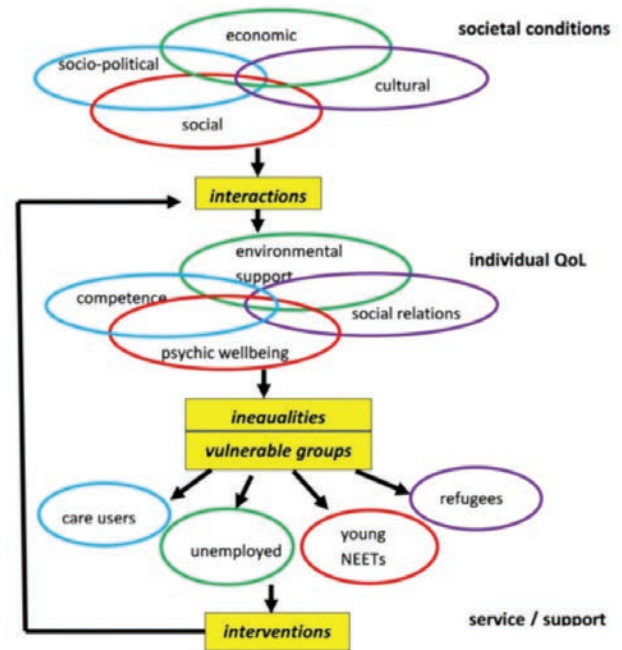 economic
societal conditions
socio-political
cultural
social
interactions
environmental
support
individual QoL
competence
social relations
psychic wellbeing
inequalities
vulnerable groups
refugees
care users
young
unemployed
NEETs
service / support
interventions